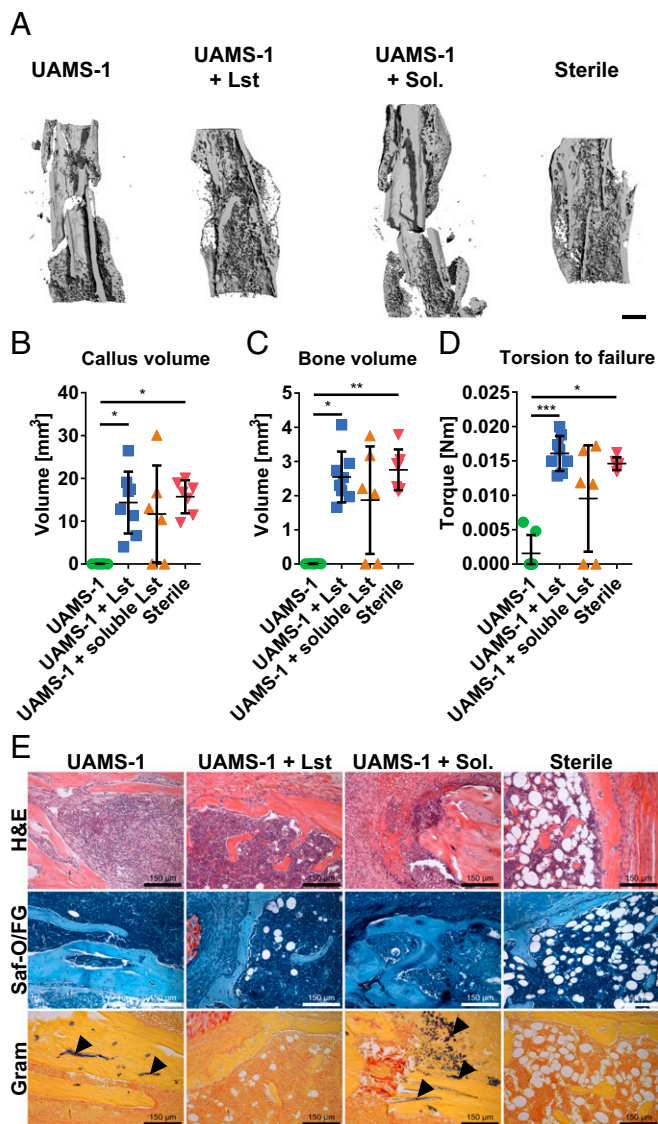 A
UAMS-1
UAMS-1
+ Lst
UAMS-1
+ Sol.
Sterile
B
Callus volume
*
*
Volume [mm³]
40
30
20
10
0
UAMS-1
UAMS-1 + Lst
UAMS-1 + soluble Lst
Sterile
C
Bone volume
**
*
Volume [mm³]
5
4
3
2
1
0
UAMS-1
UAMS-1 + Lst
UAMS-1 + soluble Lst
Sterile
D
Torsion to failure
*
***
Torque [Nm]
0.025
0.020
0.015
0.010
0.005
0.000
UAMS-1
UAMS-1 + Lst
UAMS-1 + soluble Lst
Sterile
E
UAMS-1
UAMS-1 + Lst
UAMS-1 + Sol.
Sterile
H&E
150 µm
150 µm
150 µm
150 µm
Saf-O/FG
150 µm
150 µm
150 µm
150 µm
Gram
150 µm
150 µm
150 µm
150 µm